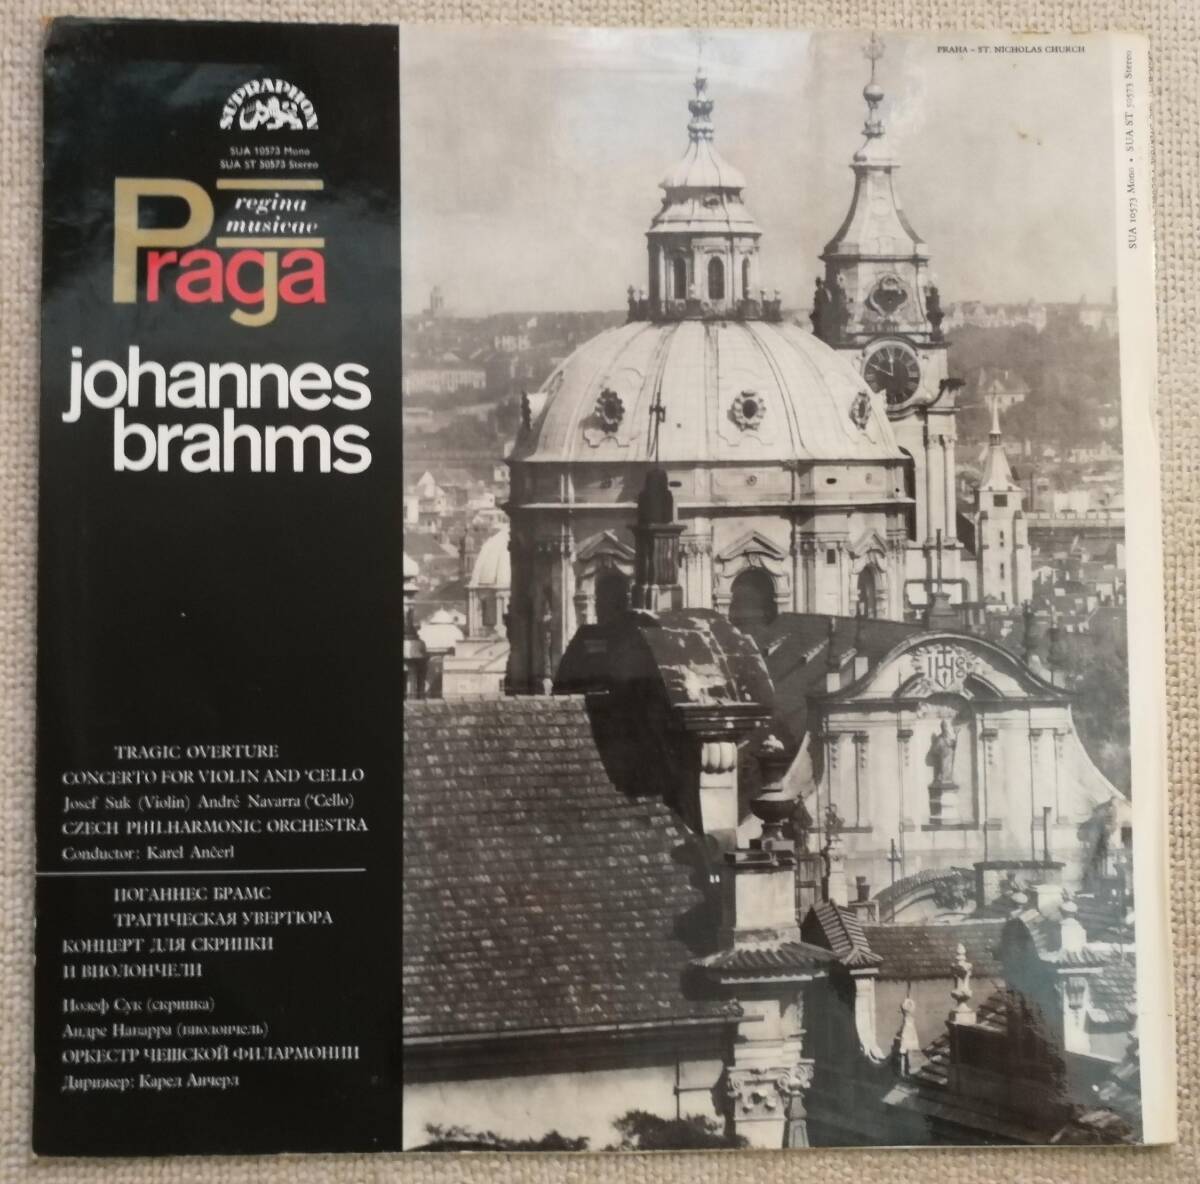 SUPRAPHON
SUA 10573 Mono
SUA ST 50573 Stereo
regina
musicae
Praga
johannes
brahms
TRAGIC OVERTURE
CONCERTO FOR VIOLIN AND 'CELLO
Josef Suk (Violin) André Navarra ('Cello)
CZECH PHILHARMONIC ORCHESTRA
Conductor: Karel Ančerl
ИОГАННЕС БРАМС
ТРАГИЧЕСКАЯ УВЕРТЮРА
КОНЦЕРТ ДЛЯ СКРИПКИ
И ВИОЛОНЧЕЛИ
Иозеф Сук (скрипка)
Андре Наварра (виолончель)
ОРКЕСТР ЧЕШСКОЙ ФИЛАРМОНИИ
Дирижер: Карел Анчерл
PRAHA – ST. NICHOLAS CHURCH
SUA 10573 Mono • SUA ST 50573 Stereo
IHS